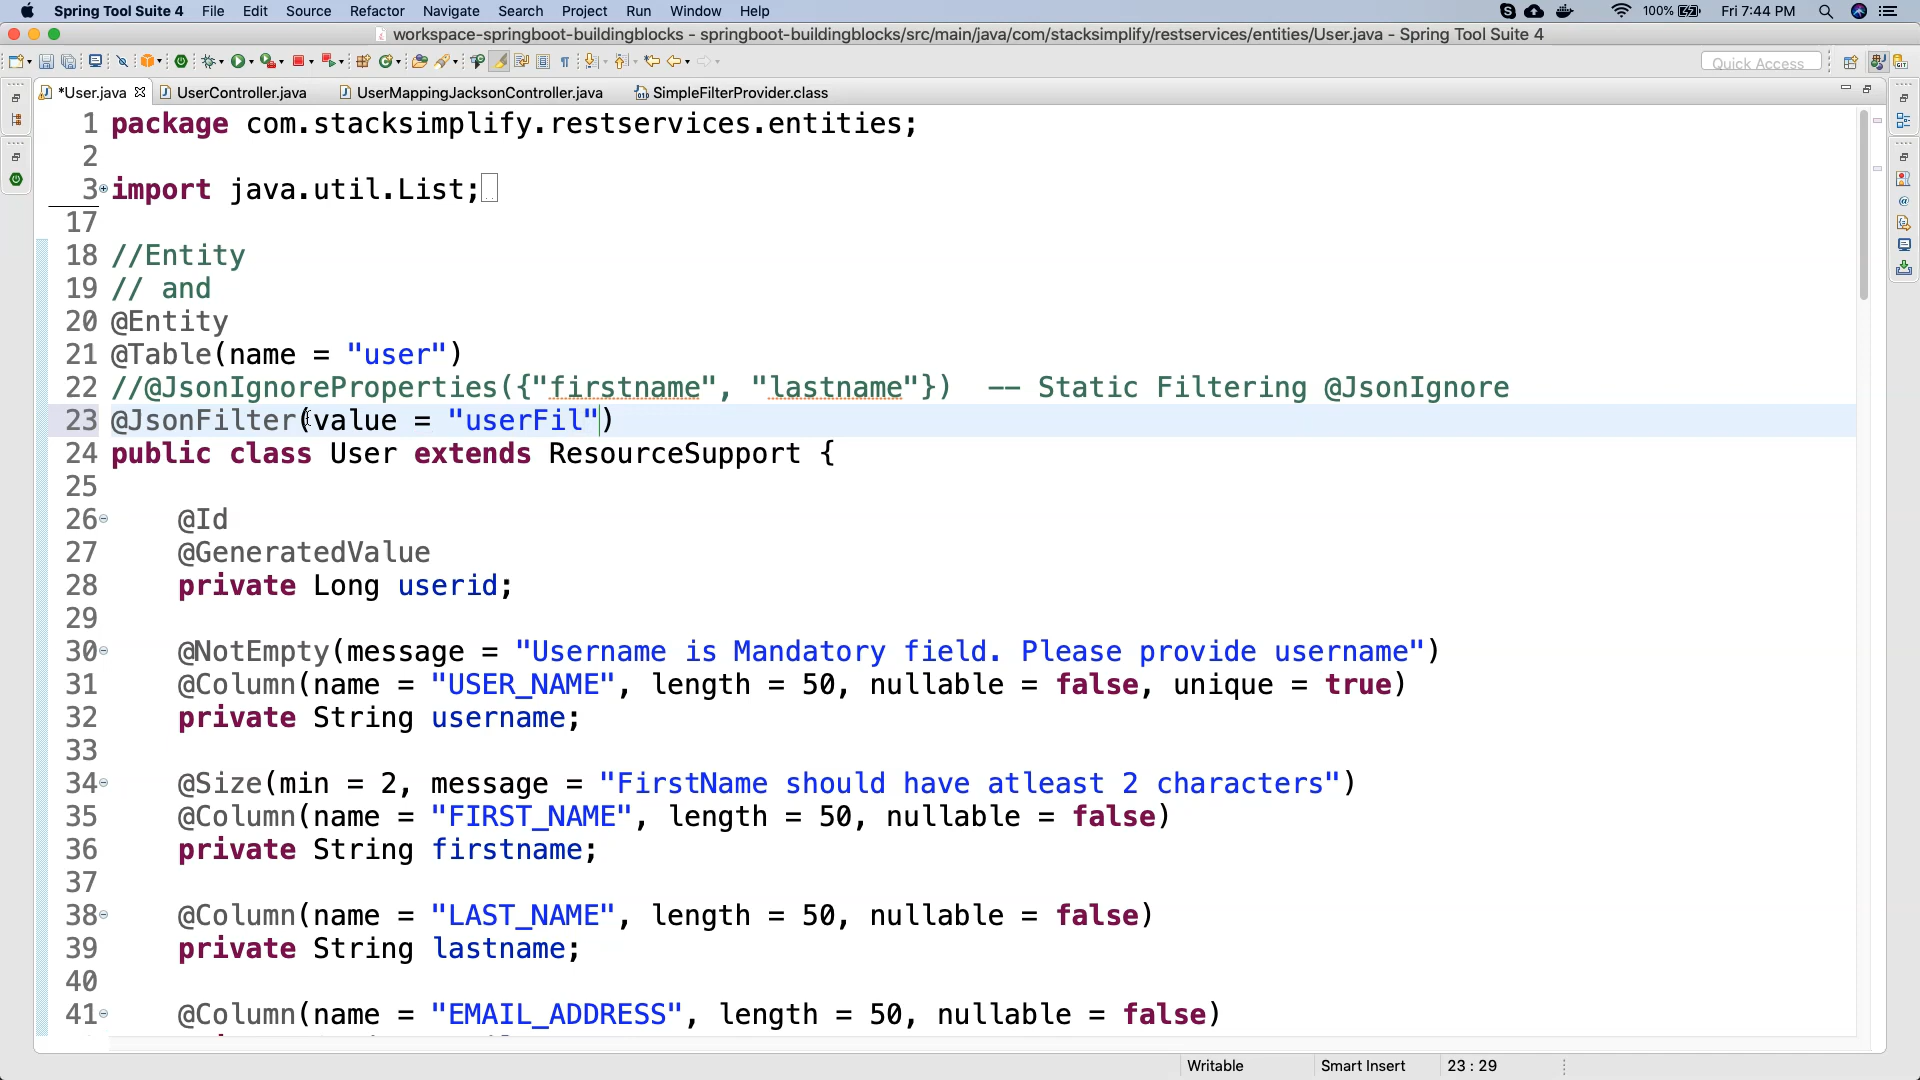 Spring Tool Suite 4 File Edit Source Refactor Navigate Search Project Run Window Help 100% Fri 7:44 PM
workspace-springboot-buildingblocks - springboot-buildingblocks/src/main/java/com/stacksimplify/restservices/entities/User.java - Spring Tool Suite 4
Quick Access
*User.java UserController.java UserMappingJacksonController.java SimpleFilterProvider.class
1 package com.stacksimplify.restservices.entities;
2
3 import java.util.List;
17
18 //Entity
19 // and
20 @Entity
21 @Table(name = "user")
22 //@JsonIgnoreProperties({"firstname", "lastname"})  -- Static Filtering @JsonIgnore
23 @JsonFilter(value = "userFil")
24 public class User extends ResourceSupport {
25
26 @Id
27 @GeneratedValue
28 private Long userid;
29
30 @NotEmpty(message = "Username is Mandatory field. Please provide username")
31 @Column(name = "USER_NAME", length = 50, nullable = false, unique = true)
32 private String username;
33
34 @Size(min = 2, message = "FirstName should have atleast 2 characters")
35 @Column(name = "FIRST_NAME", length = 50, nullable = false)
36 private String firstname;
37
38 @Column(name = "LAST_NAME", length = 50, nullable = false)
39 private String lastname;
40
41 @Column(name = "EMAIL_ADDRESS", length = 50, nullable = false)
Writable Smart Insert 23 : 29